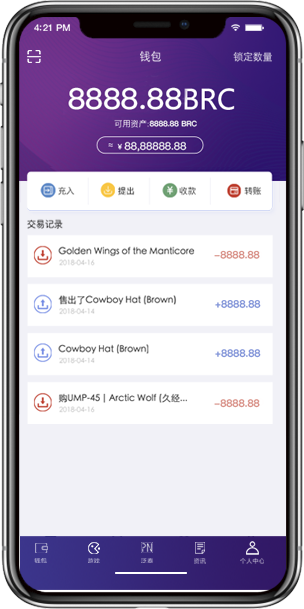 4:21 PM
钱包
锁定数量
8888.88BRC
可用资产:8888.88 BRC
≈ ¥ 88,88888.88
充入
提出
收款
转账
交易记录
Golden Wings of the Manticore
-8888.88
2018-04-16
售出了Cowboy Hat (Brown)
+8888.88
2018-04-14
Cowboy Hat (Brown)
+8888.88
2018-04-14
购UMP-45 | Arctic Wolf (久经...
-8888.88
2018-04-13
钱包
游戏
资讯
个人中心